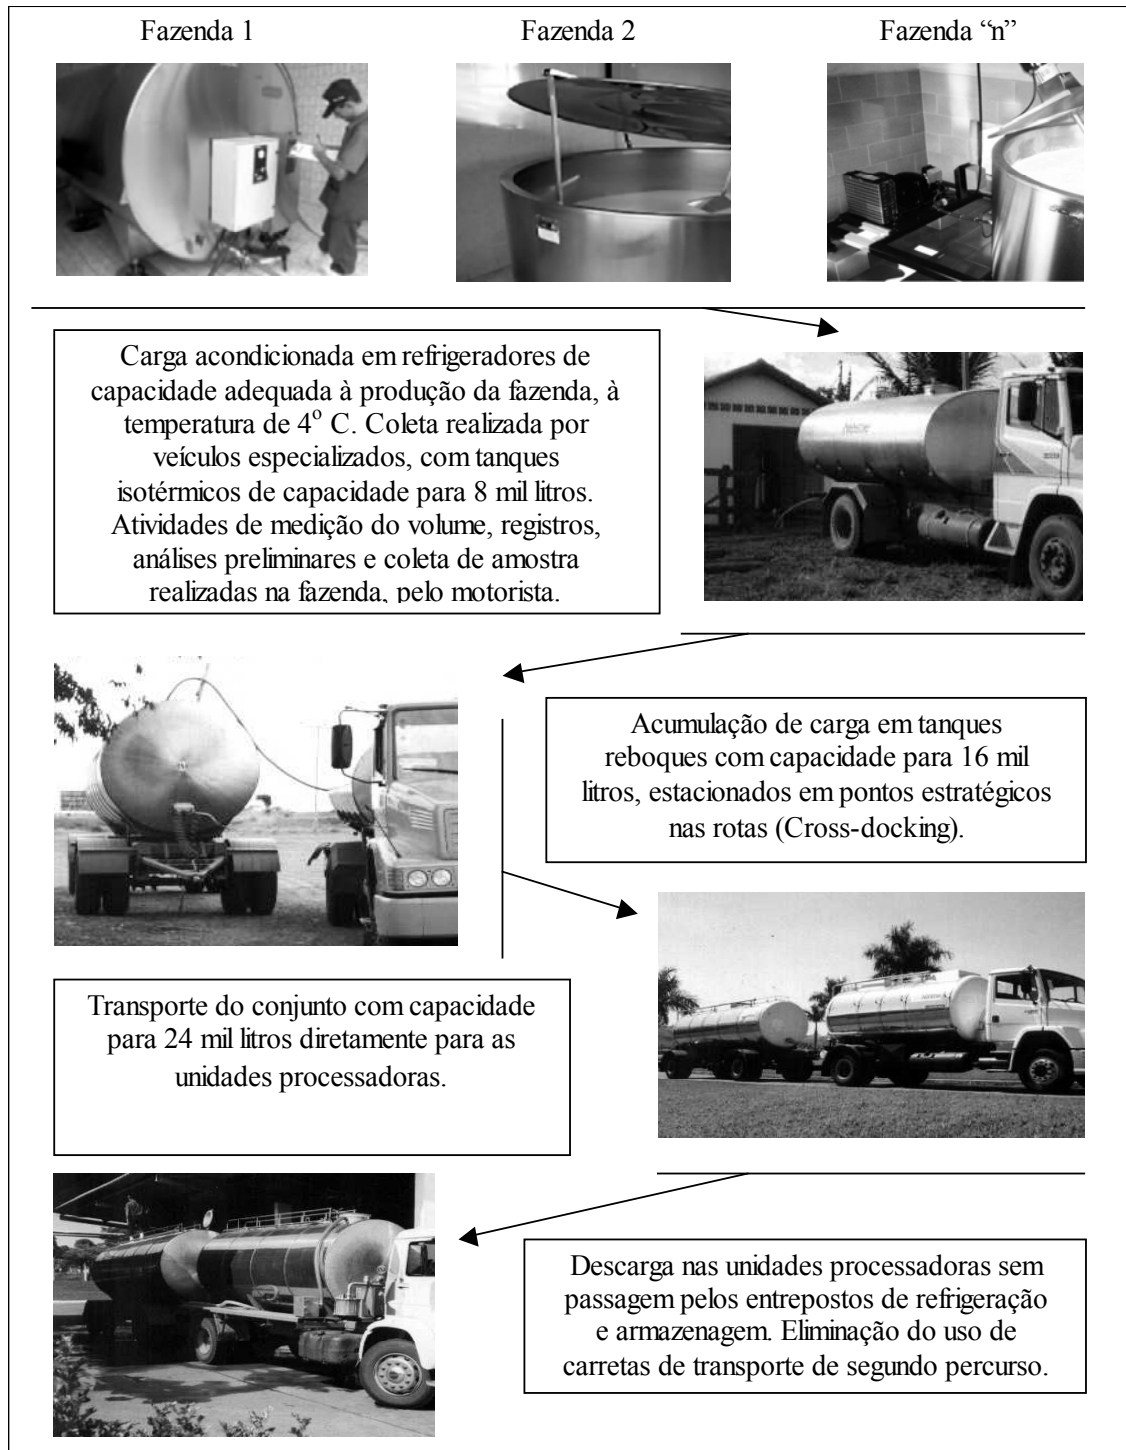 Fazenda 1
Fazenda 2
Fazenda “n”
Carga acondicionada em refrigeradores de
capacidade adequada à produção da fazenda, à
temperatura de 4º C. Coleta realizada por
veículos especializados, com tanques
isotérmicos de capacidade para 8 mil litros.
Atividades de medição do volume, registros,
análises preliminares e coleta de amostra
realizadas na fazenda, pelo motorista.
Acumulação de carga em tanques
reboques com capacidade para 16 mil
litros, estacionados em pontos estratégicos
nas rotas (Cross-docking).
Transporte do conjunto com capacidade
para 24 mil litros diretamente para as
unidades processadoras.
Descarga nas unidades processadoras sem
passagem pelos entrepostos de refrigeração
e armazenagem. Eliminação do uso de
carretas de transporte de segundo percurso.